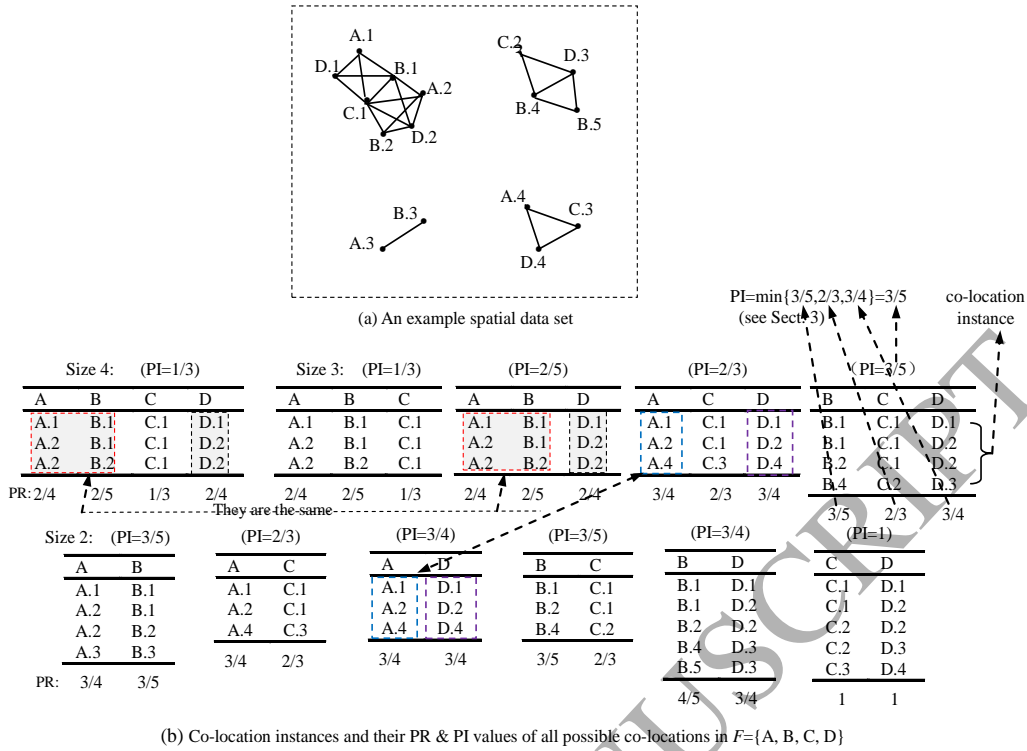 A.1
C.2
D.3
D.1
B.1
A.2
C.1
B.4
B.5
B.2
D.2
A.4
B.3
C.3
A.3
D.4
(a) An example spatial data set
PI=min{3/5,2/3,3/4}=3/5
(see Sect. 3)
co-location
instance
Size 4: (PI=1/3) Size 3: (PI=1/3) (PI=2/5) (PI=2/3) (PI=3/5)
A B C D A B C A B D A C D B C D
A.1 B.1 C.1 D.1 A.1 B.1 C.1 A.1 B.1 D.1 A.1 C.1 D.1 B.1 C.1 D.1
A.2 B.1 C.1 D.2 A.2 B.1 C.1 A.2 B.1 D.2 A.2 C.1 D.2 B.1 C.1 D.2
A.2 B.2 C.1 D.2 A.2 B.2 C.1 A.2 B.2 D.2 A.4 C.3 D.4 B.2 C.1 D.2
B.4 C.2 D.3
PR: 2/4 2/5 1/3 2/4 2/4 2/5 1/3 2/4 2/5 2/4 3/4 2/3 3/4 3/5 2/3 3/4
They are the same
Size 2: (PI=3/5) (PI=2/3) (PI=3/4) (PI=3/5) (PI=3/4) (PI=1)
A B A C A D B C B D C D
A.1 B.1 A.1 C.1 A.1 D.1 B.1 C.1 B.1 D.1 C.1 D.1
A.2 B.1 A.2 C.1 A.2 D.2 B.2 C.1 B.1 D.2 C.1 D.2
A.2 B.2 A.4 C.3 A.4 D.4 B.4 C.2 B.2 D.2 C.2 D.2
A.3 B.3 B.4 D.3 C.2 D.3
B.5 D.3 C.3 D.4
PR: 3/4 3/5 3/4 2/3 3/4 3/4 3/5 2/3 4/5 3/4 1 1
(b) Co-location instances and their PR & PI values of all possible co-locations in F={A, B, C, D}
USCRIPT